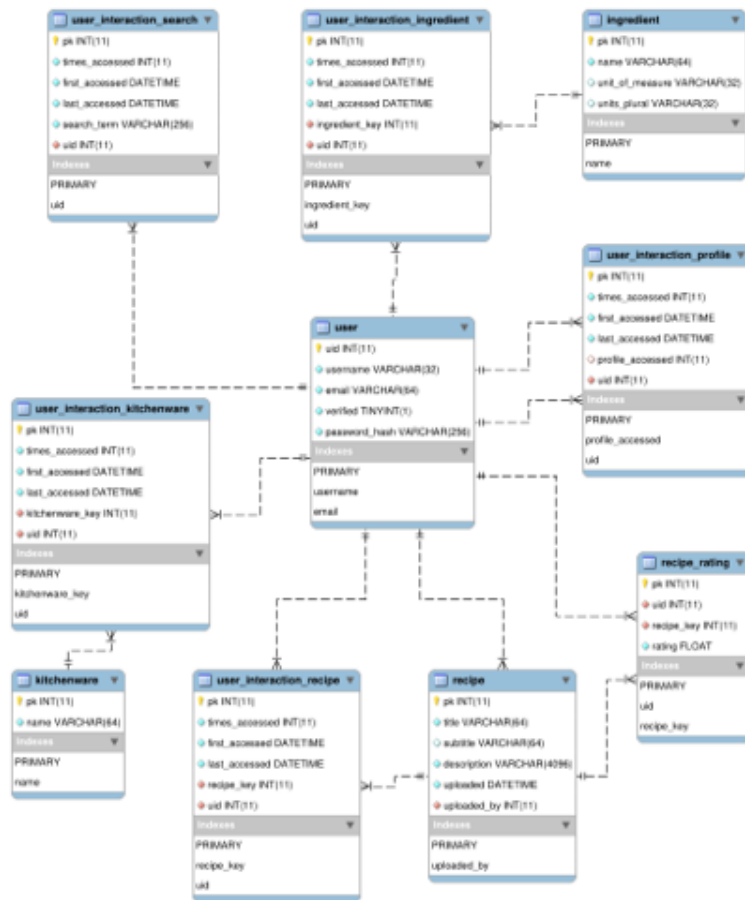 user_interaction_search
pk INT(11)
times_accessed INT(11)
first_accessed DATETIME
last_accessed DATETIME
search_term VARCHAR(256)
uid INT(11)
Indexes
PRIMARY
uid
user_interaction_ingredient
pk INT(11)
times_accessed INT(11)
first_accessed DATETIME
last_accessed DATETIME
ingredient_key INT(11)
uid INT(11)
Indexes
PRIMARY
ingredient_key
uid
ingredient
pk INT(11)
name VARCHAR(64)
unit_of_measure VARCHAR(32)
units_plural VARCHAR(32)
Indexes
PRIMARY
name
user_interaction_profile
pk INT(11)
times_accessed INT(11)
first_accessed DATETIME
last_accessed DATETIME
profile_accessed INT(11)
uid INT(11)
Indexes
PRIMARY
profile_accessed
uid
user
uid INT(11)
username VARCHAR(32)
email VARCHAR(64)
verified TINYINT(1)
password_hash VARCHAR(256)
Indexes
PRIMARY
username
email
user_interaction_kitchenware
pk INT(11)
times_accessed INT(11)
first_accessed DATETIME
last_accessed DATETIME
kitchenware_key INT(11)
uid INT(11)
Indexes
PRIMARY
kitchenware_key
uid
recipe_rating
pk INT(11)
uid INT(11)
recipe_key INT(11)
rating FLOAT
Indexes
PRIMARY
uid
recipe_key
kitchenware
pk INT(11)
name VARCHAR(64)
Indexes
PRIMARY
name
user_interaction_recipe
pk INT(11)
times_accessed INT(11)
first_accessed DATETIME
last_accessed DATETIME
recipe_key INT(11)
uid INT(11)
Indexes
PRIMARY
recipe_key
uid
recipe
pk INT(11)
title VARCHAR(64)
subtitle VARCHAR(64)
description VARCHAR(4096)
uploaded DATETIME
uploaded_by INT(11)
Indexes
PRIMARY
uploaded_by